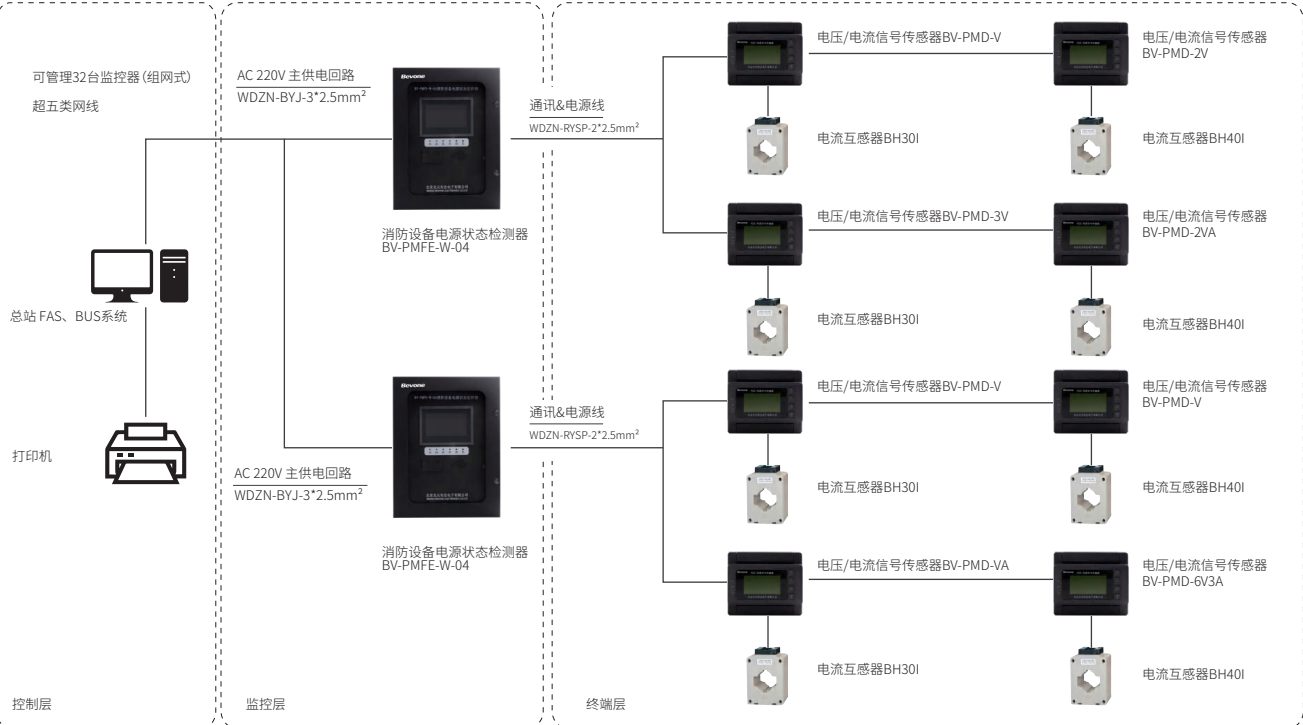 可管理32台监控器(组网式)
超五类网线
总站 FAS、BUS系统
打印机
控制层
AC 220V 主供电回路
WDZN-BYJ-3*2.5mm²
Bevone
消防设备电源状态检测器
BV-PMFE-W-04
AC 220V 主供电回路
WDZN-BYJ-3*2.5mm²
Bevone
消防设备电源状态检测器
BV-PMFE-W-04
监控层
通讯&电源线
WDZN-RYSP-2*2.5mm²
通讯&电源线
WDZN-RYSP-2*2.5mm²
电压/电流信号传感器BV-PMD-V
电压/电流信号传感器
BV-PMD-2V
电流互感器BH30I
电流互感器BH40I
电压/电流信号传感器BV-PMD-3V
电压/电流信号传感器
BV-PMD-2VA
电流互感器BH30I
电流互感器BH40I
电压/电流信号传感器BV-PMD-V
电压/电流信号传感器
BV-PMD-V
电流互感器BH30I
电流互感器BH40I
电压/电流信号传感器BV-PMD-VA
电压/电流信号传感器
BV-PMD-6V3A
电流互感器BH30I
电流互感器BH40I
终端层